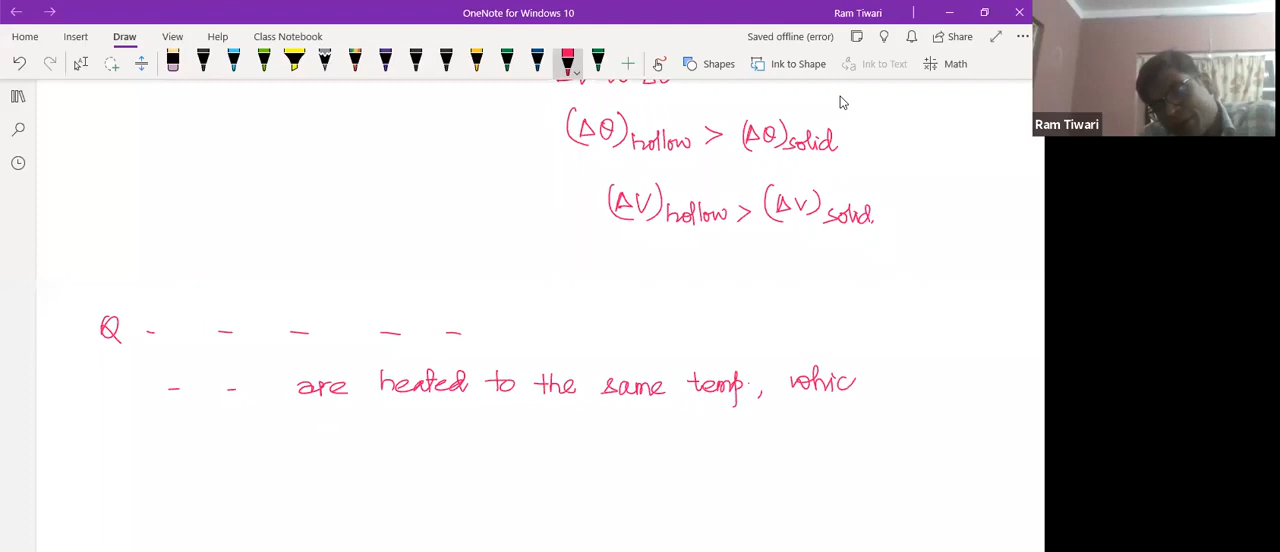 OneNote for Windows 10
Ram Tiwari
Home Insert Draw View Help Class Notebook
Saved offline (error)
Share
Shapes
Ink to Shape
Ink to Text
Math
Ram Tiwari
(Δθ)hollow > (Δθ)solid
(ΔV)hollow > (ΔV)solid.
Q - - - - -
- - are heated to the same temp., whic